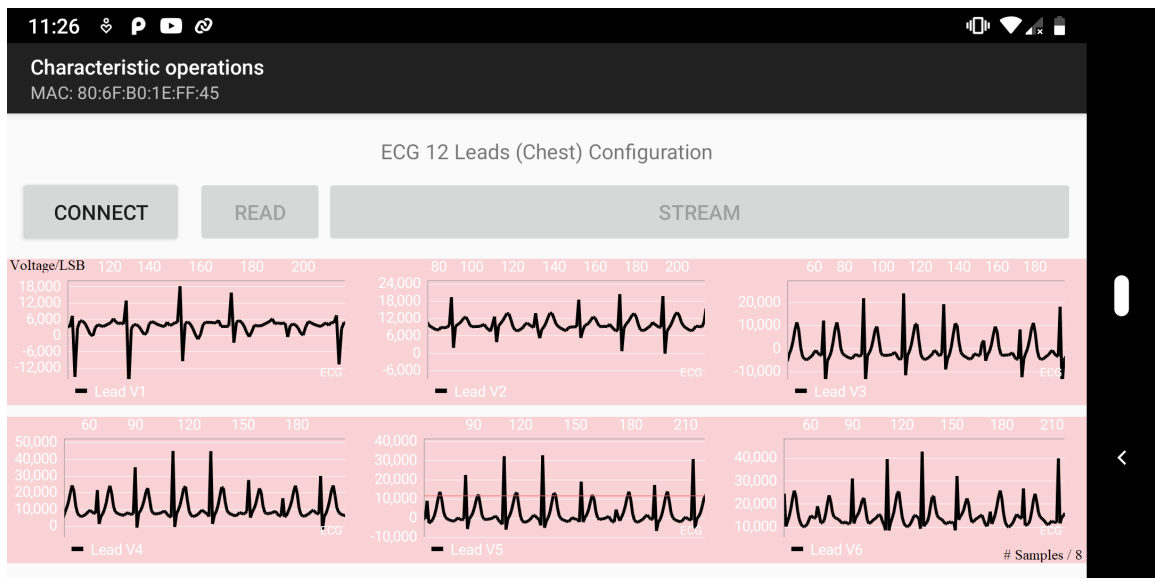 11:26
Characteristic operations
MAC: 80:6F:B0:1E:FF:45
ECG 12 Leads (Chest) Configuration
CONNECT READ STREAM
Voltage/LSB 120 140 160 180 200
18,000
12,000
6,000
0
-6,000
-12,000
ECG
Lead V1
80 100 120 140 160 180 200
24,000
18,000
12,000
6,000
0
-6,000
ECG
Lead V2
60 80 100 120 140 160 180
20,000
10,000
0
-10,000
ECG
Lead V3
60 90 120 150 180
50,000
40,000
30,000
20,000
10,000
0
ECG
Lead V4
90 120 150 180 210
40,000
30,000
20,000
10,000
0
-10,000
ECG
Lead V5
60 90 120 150 180 210
40,000
30,000
20,000
10,000
ECG
Lead V6
# Samples / 8